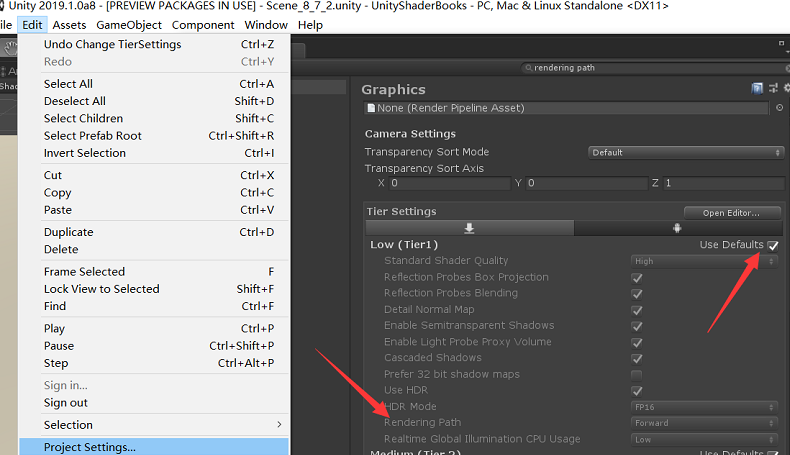 Unity 2019.1.0a8 - [PREVIEW PACKAGES IN USE] - Scene_8_7_2.unity - UnityShaderBooks - PC, Mac & Linux Standalone <DX11>
ile Edit Assets GameObject Component Window Help
Undo Change TierSettings Ctrl+Z
Redo Ctrl+Y
Select All Ctrl+A
Deselect All Shift+D
Select Children Shift+C
Select Prefab Root Ctrl+Shift+R
Invert Selection Ctrl+I
Cut Ctrl+X
Copy Ctrl+C
Paste Ctrl+V
Duplicate Ctrl+D
Delete
Frame Selected F
Lock View to Selected Shift+F
Find Ctrl+F
Play Ctrl+P
Pause Ctrl+Shift+P
Step Ctrl+Alt+P
Sign in...
Sign out
Selection >
Project Settings...
Sha
rendering path
Graphics
None (Render Pipeline Asset)
Camera Settings
Transparency Sort Mode Default
Transparency Sort Axis
X 0 Y 0 Z 1
Tier Settings Open Editor...
Low (Tier1) Use Defaults
Standard Shader Quality High
Reflection Probes Box Projection
Reflection Probes Blending
Detail Normal Map
Enable Semitransparent Shadows
Enable Light Probe Proxy Volume
Cascaded Shadows
Prefer 32 bit shadow maps
Use HDR
HDR Mode FP16
Rendering Path Forward
Realtime Global Illumination CPU Usage Low
Medium (Tier 2) Use Defaults